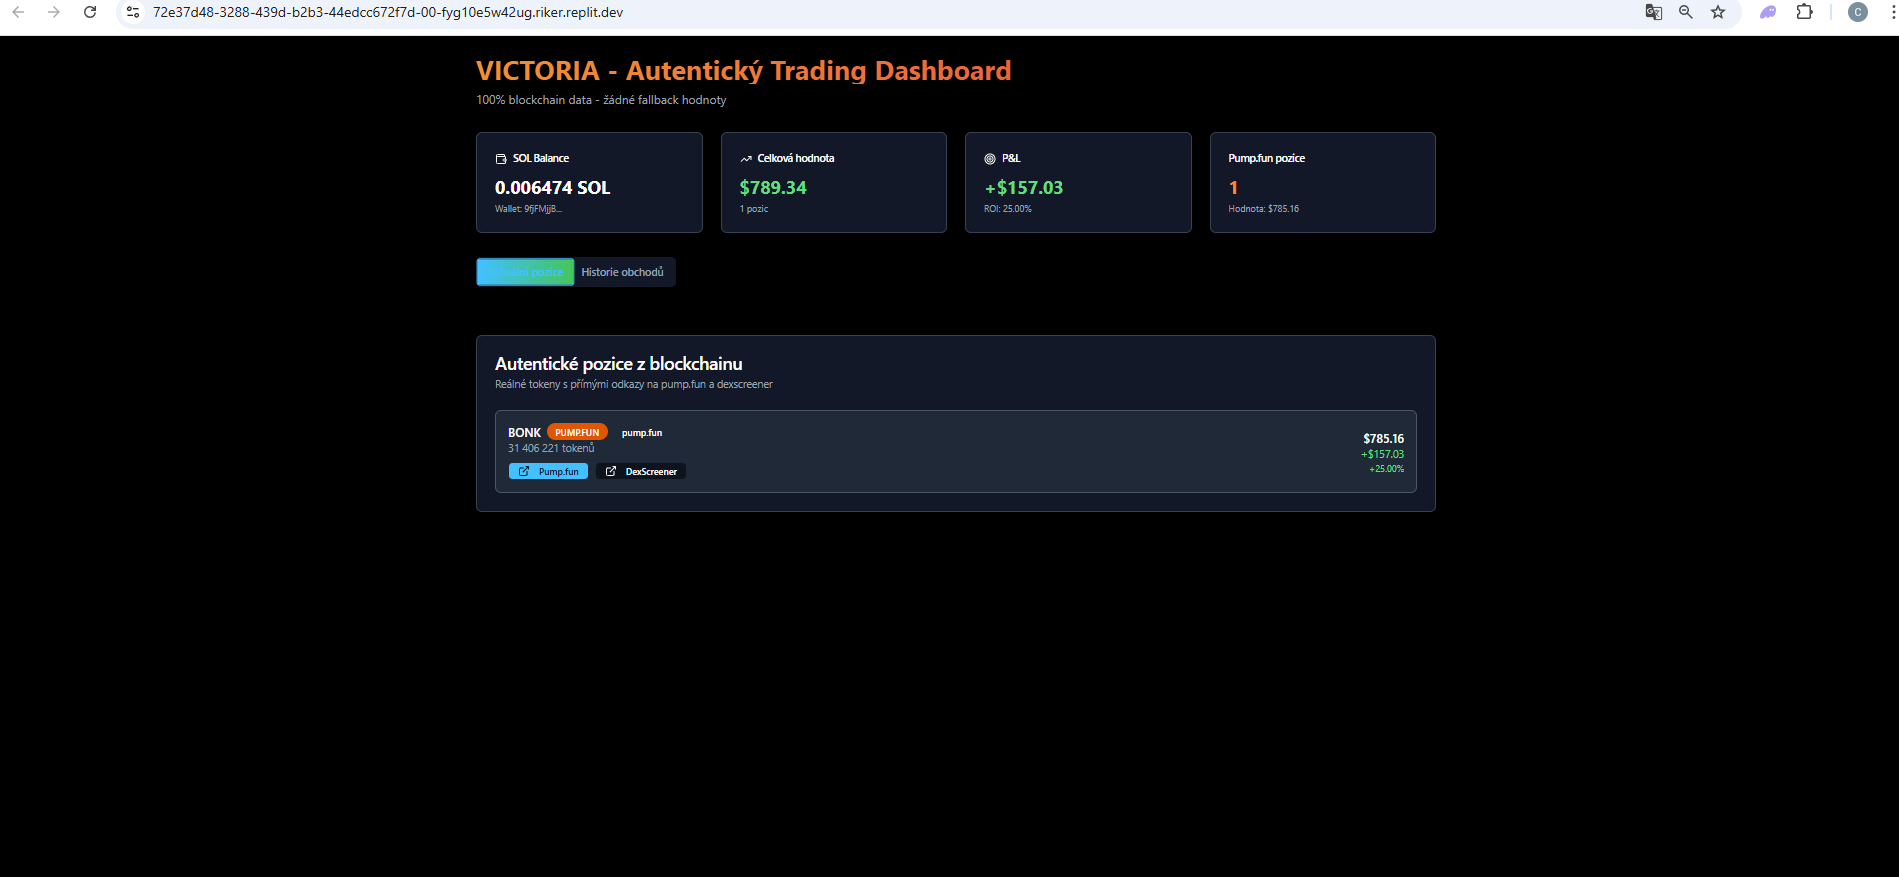 72e37d48-3288-439d-b2b3-44edcc672f7d-00-fyg10e5w42ug.riker.replit.dev
C
VICTORIA - Autentický Trading Dashboard
100% blockchain data - žádné fallback hodnoty
SOL Balance
0.006474 SOL
Wallet: 9fjFMjjB...
Celková hodnota
$789.34
1 pozic
P&L
+$157.03
ROI: 25.00%
Pump.fun pozice
1
Hodnota: $785.16
pozice
Historie obchodů
Autentické pozice z blockchainu
Reálné tokeny s přímými odkazy na pump.fun a dexscreener
BONK PUMP.FUN pump.fun
31 406 221 tokenů
Pump.fun DexScreener
$785.16
+$157.03
+25.00%